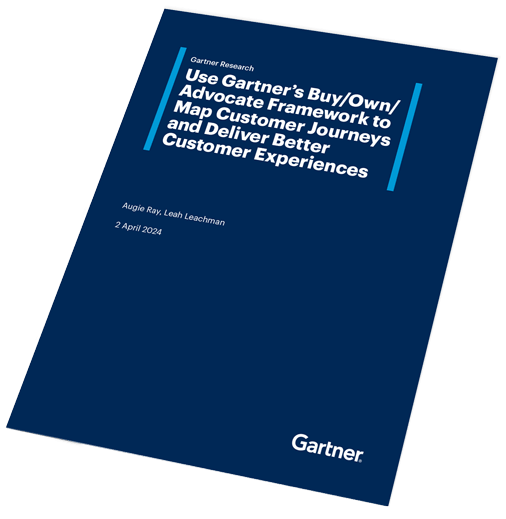 Gartner Research
Use Gartner's Buy/Own/
Advocate Framework to
Map Customer Journeys
and Deliver Better
Customer Experiences
Augie Ray, Leah Leachman
2 April 2024
Gartner®